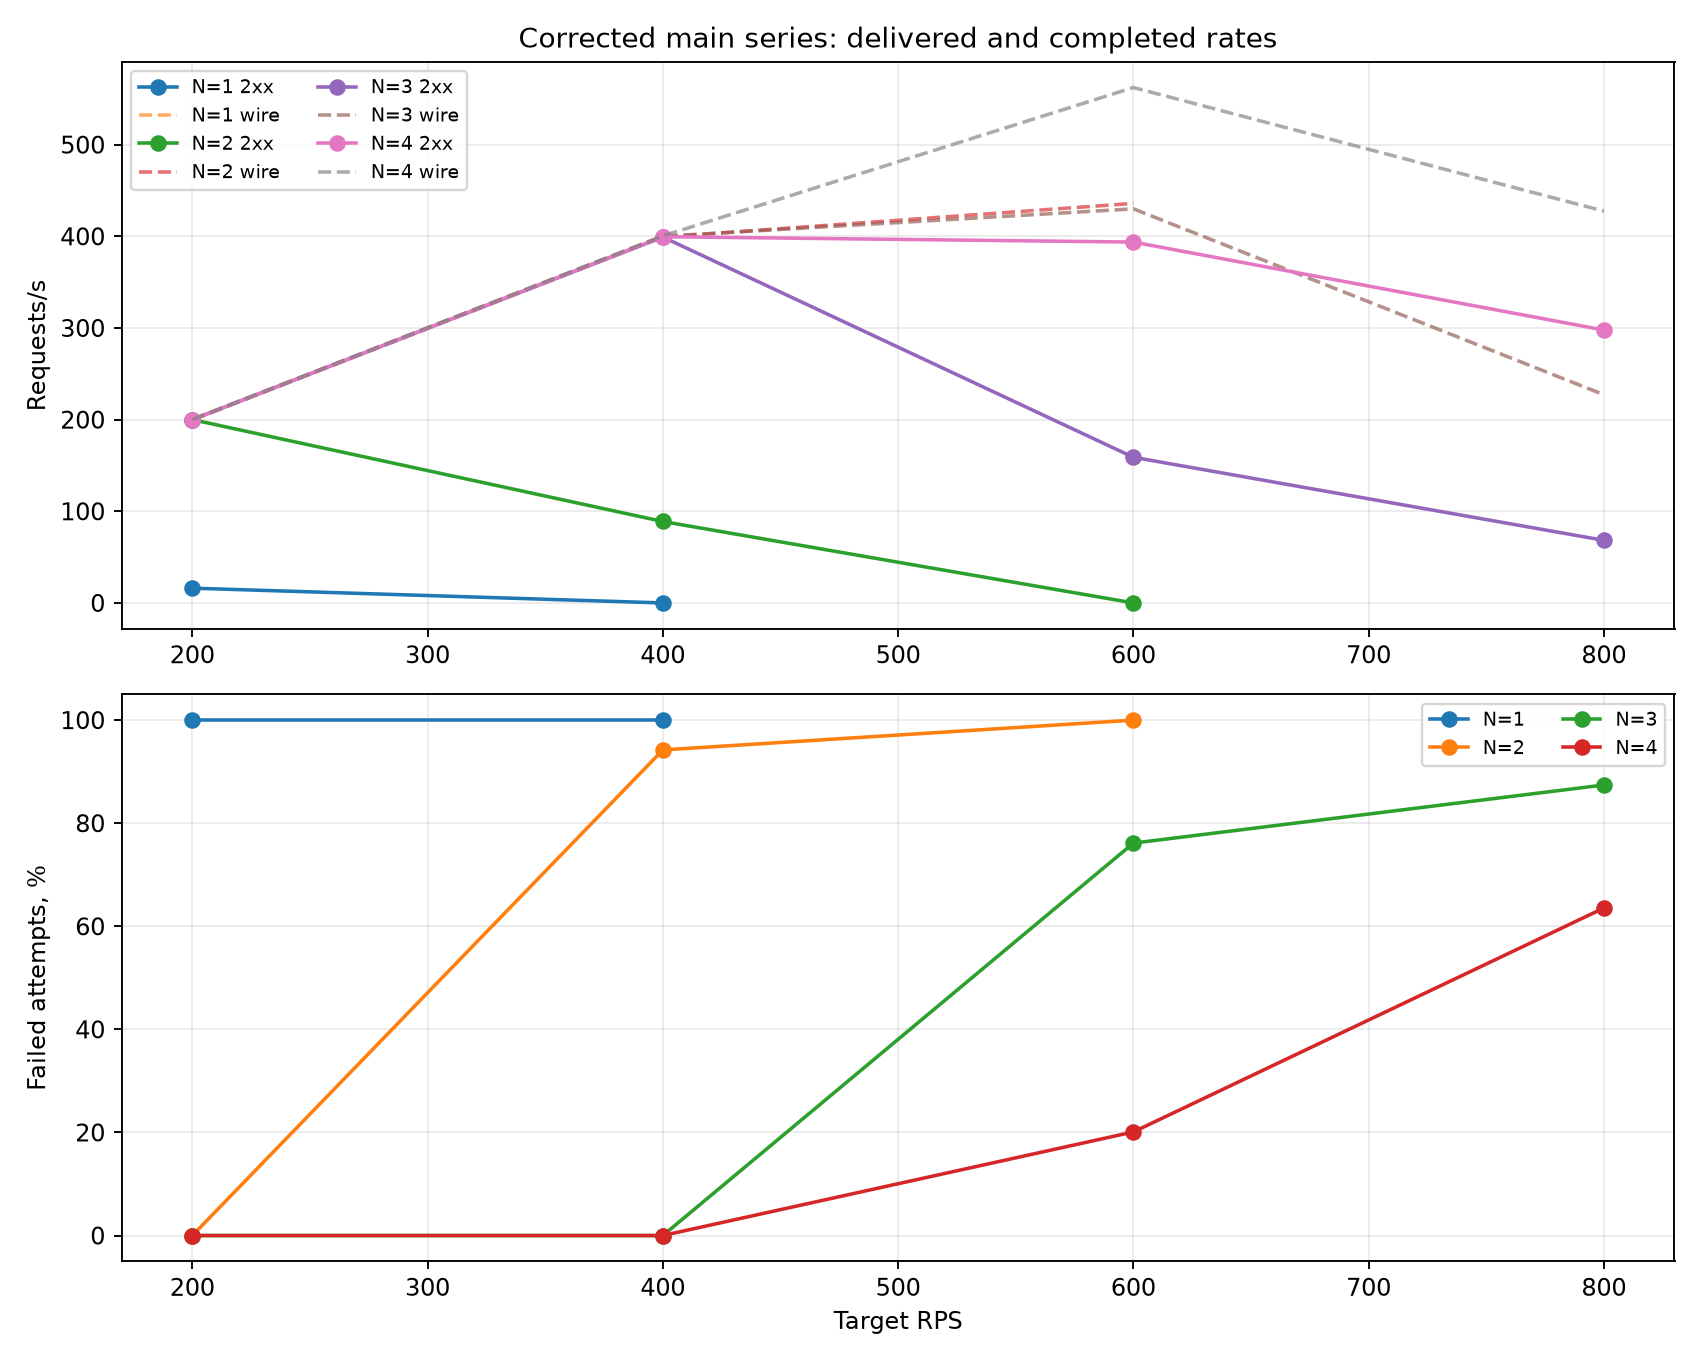 Corrected main series: delivered and completed rates
N=1 2xx
N=1 wire
N=2 2xx
N=2 wire
N=3 2xx
N=3 wire
N=4 2xx
N=4 wire
Requests/s
500
400
300
200
100
0
200 300 400 500 600 700 800
N=1
N=2
N=3
N=4
Failed attempts, %
100
80
60
40
20
0
200 300 400 500 600 700 800
Target RPS